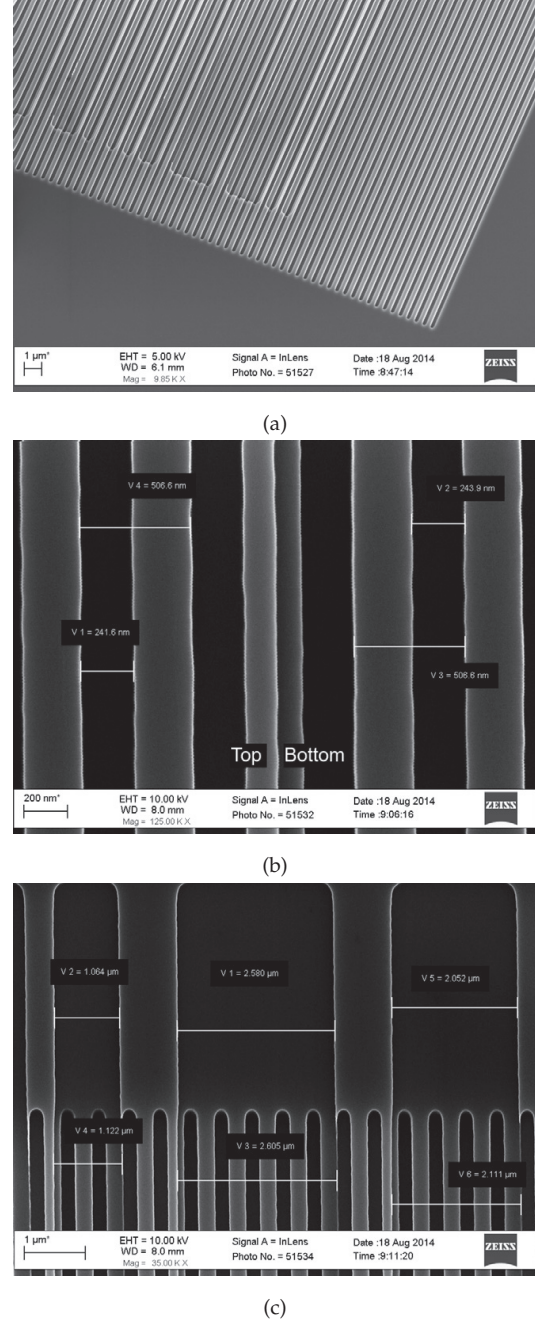 1 µm*
EHT = 5.00 kV
WD = 6.1 mm
Mag = 9.85 K X
Signal A = InLens
Photo No. = 51527
Date :18 Aug 2014
Time :8:47:14
ZEISS
(a)
V 4 = 506.6 nm
V 2 = 243.9 nm
V 1 = 241.6 nm
V 3 = 506.6 nm
Top Bottom
200 nm*
EHT = 10.00 kV
WD = 8.0 mm
Mag = 125.00 K X
Signal A = InLens
Photo No. = 51532
Date :18 Aug 2014
Time :9:06:16
ZEISS
(b)
V 2 = 1.064 µm
V 1 = 2.580 µm
V 5 = 2.052 µm
V 4 = 1.122 µm
V 3 = 2.605 µm
V 6 = 2.111 µm
1 µm*
EHT = 10.00 kV
WD = 8.0 mm
Mag = 35.00 K X
Signal A = InLens
Photo No. = 51534
Date :18 Aug 2014
Time :9:11:20
ZEISS
(c)